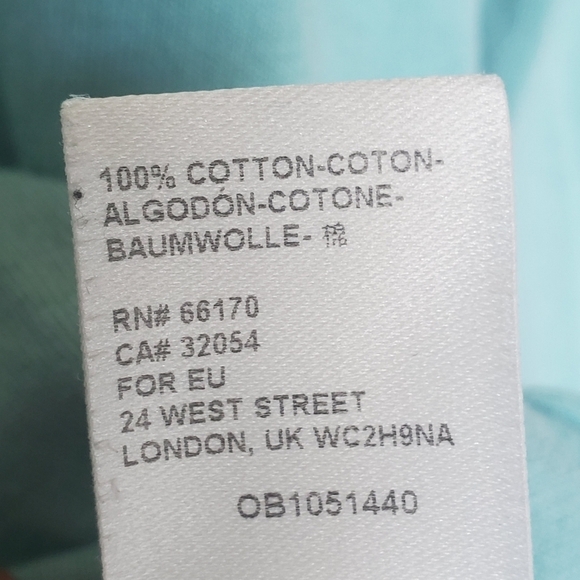 100% COTTON-COTON-
ALGODÓN-COTONE-
BAUMWOLLE- 棉
RN# 66170
CA# 32054
FOR EU
24 WEST STREET
LONDON, UK WC2H9NA
OB1051440